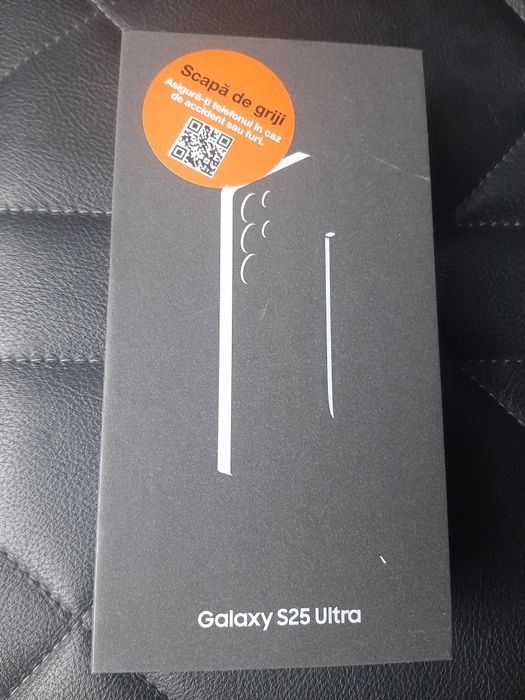 Scapă de griji
Asigură-ți telefonul în caz
de accident sau furt.
Galaxy S25 Ultra